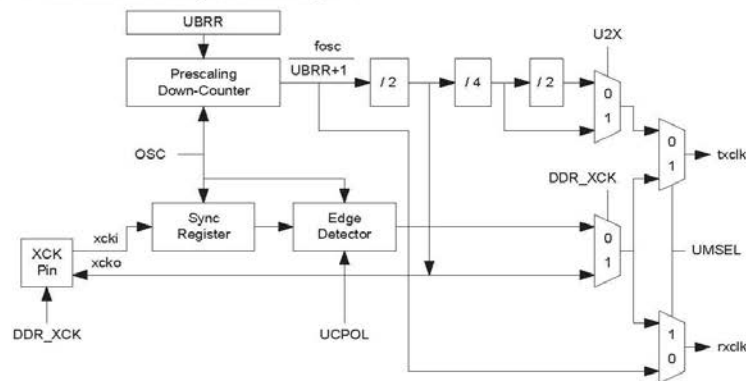 UBRR
fosc
U2X
Prescaling
Down-Counter
UBRR+1
/ 2
/ 4
/ 2
0
1
0
1
txclk
OSC
DDR_XCK
xcki
Sync
Register
Edge
Detector
0
1
UMSEL
XCK
Pin
xcko
DDR_XCK
UCPOL
1
0
rxclk